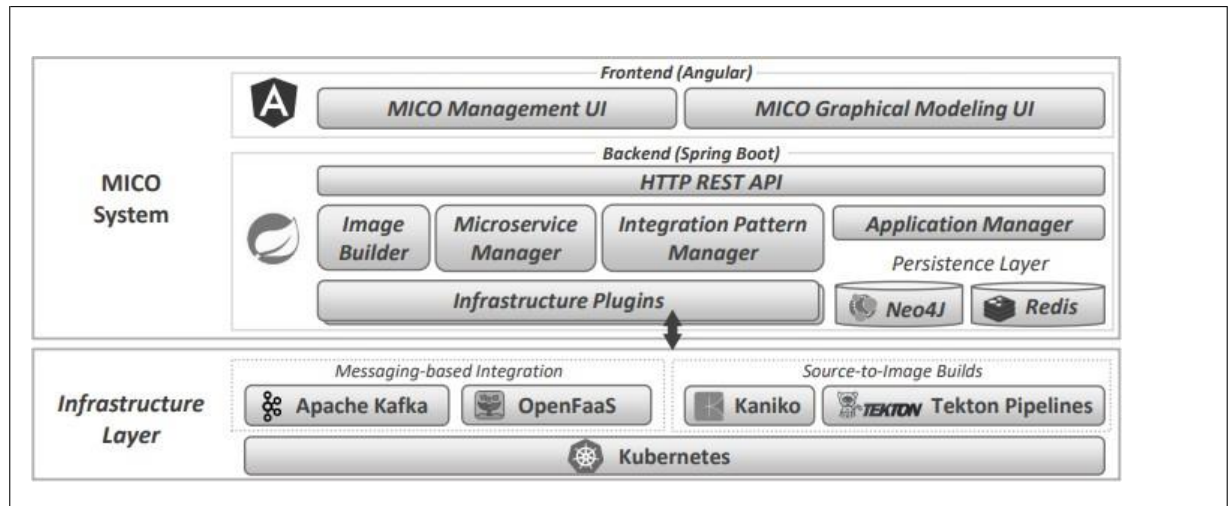 Frontend (Angular)
A
MICO Management UI
MICO Graphical Modeling UI
MICO
System
Backend (Spring Boot)
HTTP REST API
Image
Builder
Microservice
Manager
Integration Pattern
Manager
Application Manager
Persistence Layer
Infrastructure Plugins
Neo4J
Redis
Infrastructure
Layer
Messaging-based Integration
Apache Kafka
OpenFaaS
Source-to-Image Builds
Kaniko
TEKTON Tekton Pipelines
Kubernetes